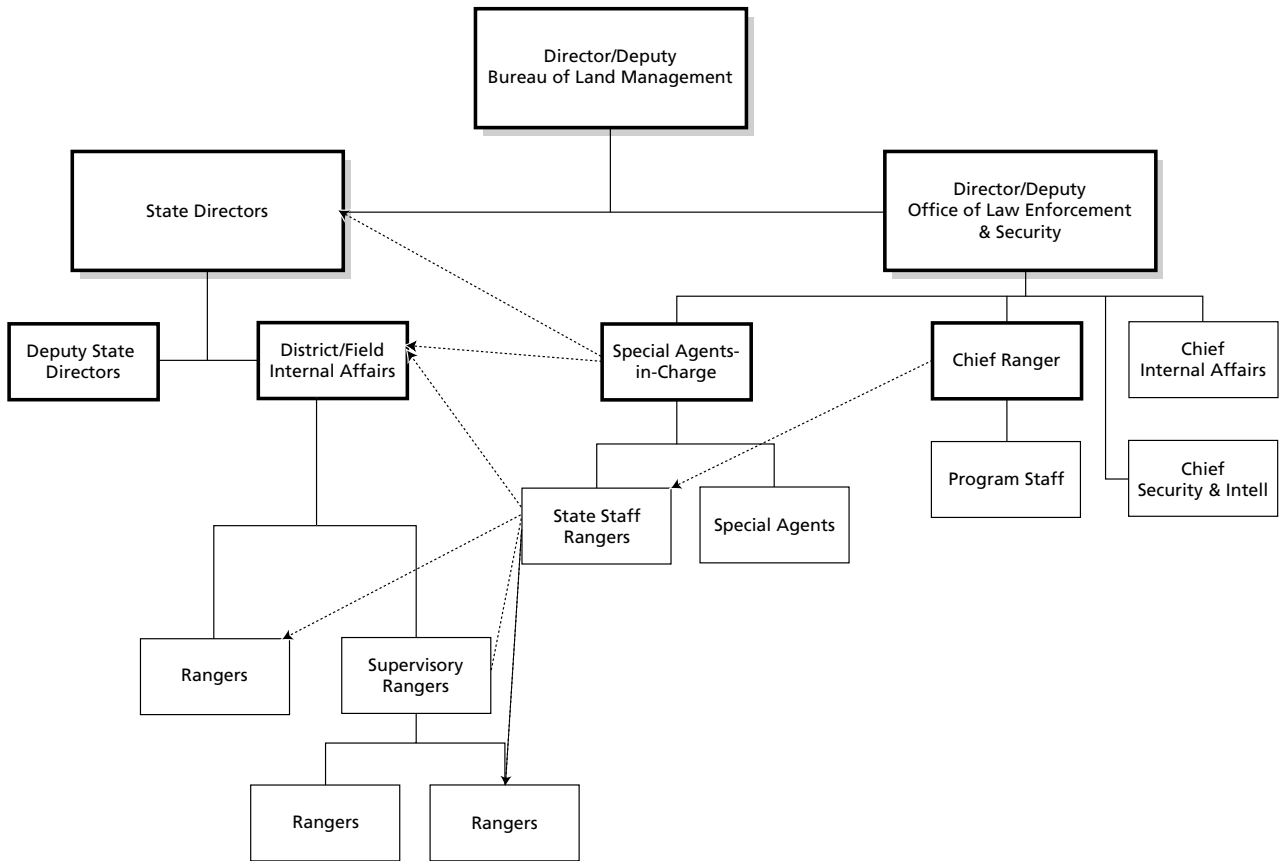 Director/Deputy
Bureau of Land Management
State Directors
Director/Deputy
Office of Law Enforcement
& Security
Deputy State
Directors
District/Field
Internal Affairs
Special Agents-
in-Charge
Chief Ranger
Chief
Internal Affairs
Program Staff
Chief
Security & Intell
State Staff
Rangers
Special Agents
Rangers
Supervisory
Rangers
Rangers
Rangers